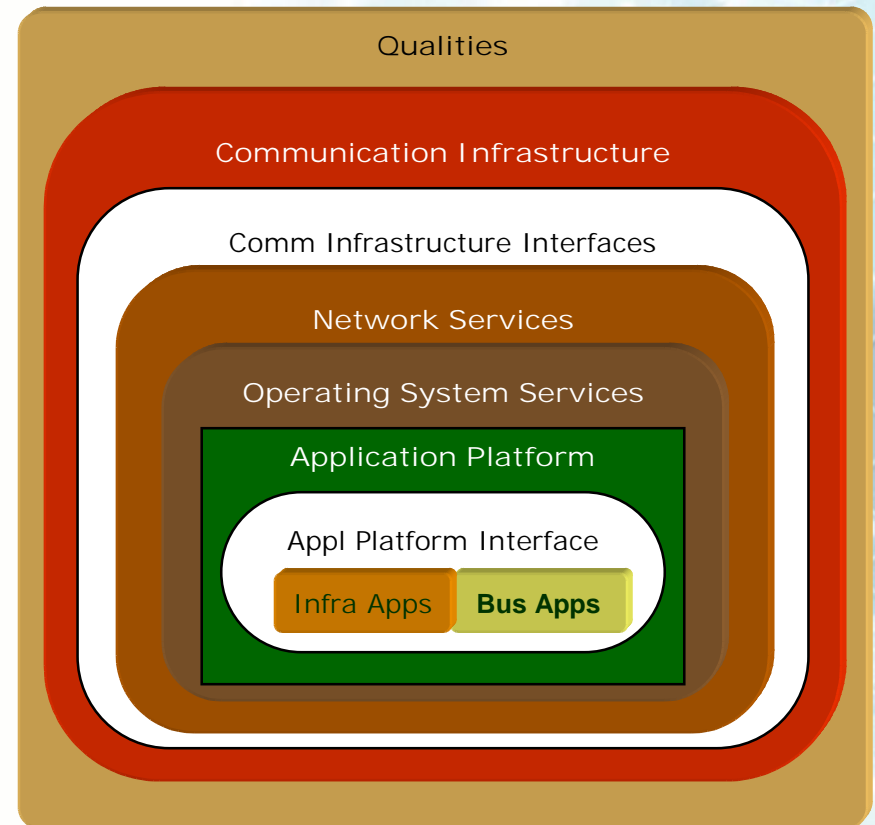 Qualities
Communication Infrastructure
Comm Infrastructure Interfaces
Network Services
Operating System Services
Application Platform
Appl Platform Interface
Infra Apps
Bus Apps